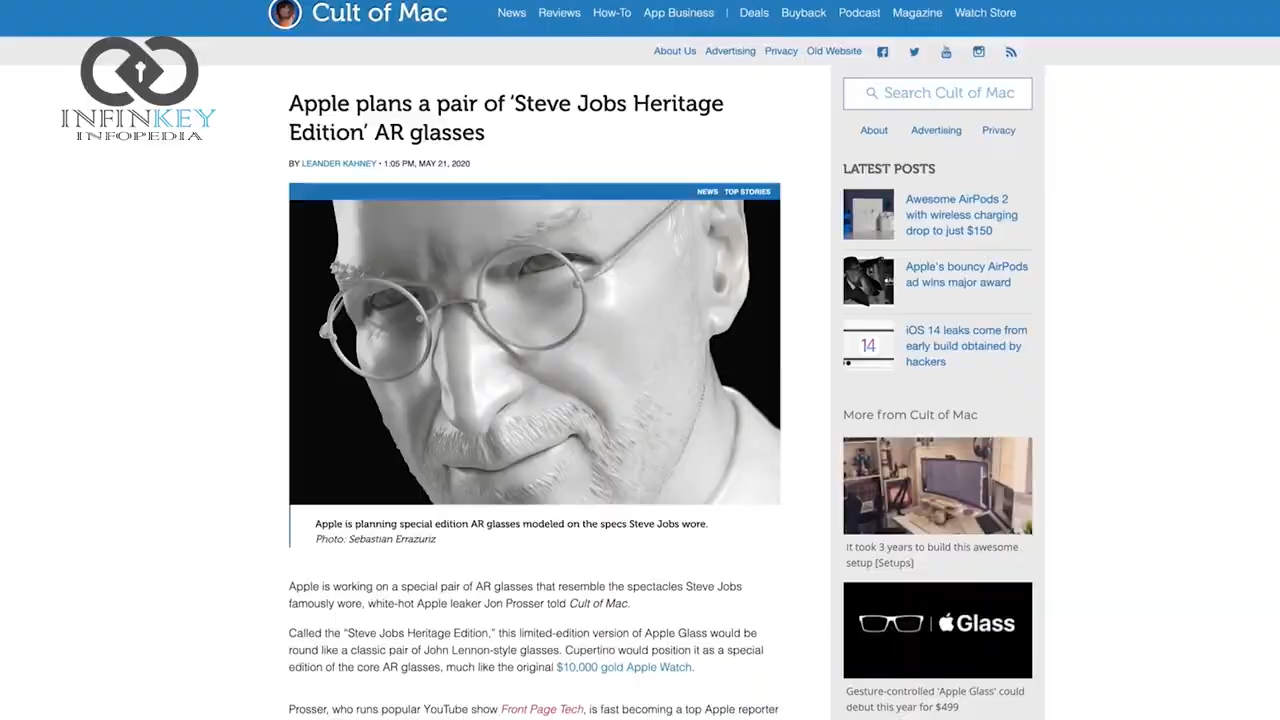 Cult of Mac
News Reviews How-To App Business | Deals Buyback Podcast Magazine Watch Store
About Us Advertising Privacy Old Website
INFINKEY
INFOPEDIA
Apple plans a pair of ‘Steve Jobs Heritage
Edition’ AR glasses
BY LEANDER KAHNEY • 1:05 PM, MAY 21, 2020
NEWS TOP STORIES
Apple is planning special edition AR glasses modeled on the specs Steve Jobs wore.
Photo: Sebastian Errazuriz
Apple is working on a special pair of AR glasses that resemble the spectacles Steve Jobs
famously wore, white-hot Apple leaker Jon Prosser told Cult of Mac.
Called the “Steve Jobs Heritage Edition,” this limited-edition version of Apple Glass would be
round like a classic pair of John Lennon-style glasses. Cupertino would position it as a special
edition of the core AR glasses, much like the original $10,000 gold Apple Watch.
Prosser, who runs popular YouTube show Front Page Tech, is fast becoming a top Apple reporter
Search Cult of Mac
About Advertising Privacy
LATEST POSTS
Awesome AirPods 2
with wireless charging
drop to just $150
Apple's bouncy AirPods
ad wins major award
14
iOS 14 leaks come from
early build obtained by
hackers
More from Cult of Mac
It took 3 years to build this awesome
setup [Setups]
| Glass
Gesture-controlled 'Apple Glass' could
debut this year for $499